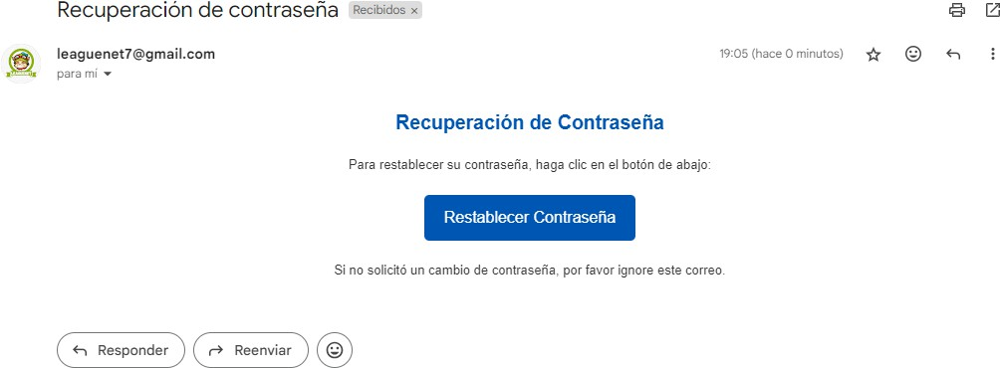 Recuperación de contraseña Recibidos ×
leaguenet7@gmail.com 19:05 (hace 0 minutos)
para mí
Recuperación de Contraseña
Para restablecer su contraseña, haga clic en el botón de abajo:
Restablecer Contraseña
Si no solicitó un cambio de contraseña, por favor ignore este correo.
Responder Reenviar